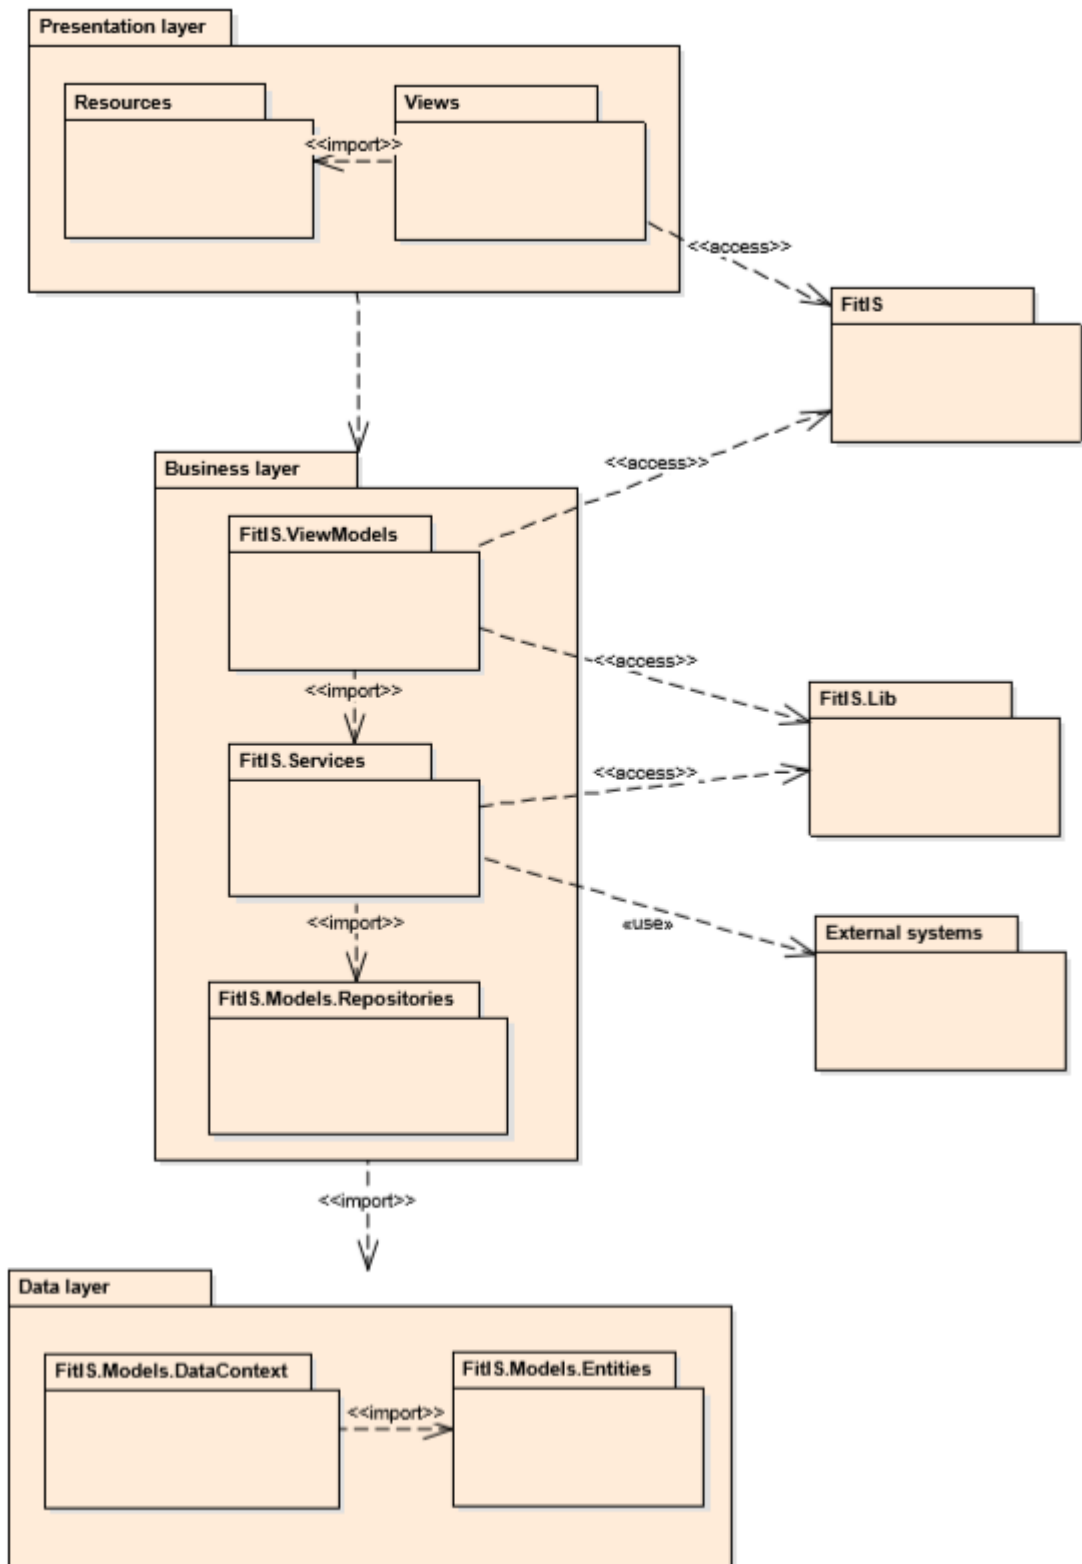 Presentation layer
Resources
Views
<<import>>
<<access>>
FitIS
<<access>>
Business layer
FitIS.ViewModels
<<access>>
<<import>>
FitIS.Lib
FitIS.Services
<<access>>
<<import>>
«use»
External systems
FitIS.Models.Repositories
<<import>>
Data layer
FitIS.Models.DataContext
FitIS.Models.Entities
<<import>>